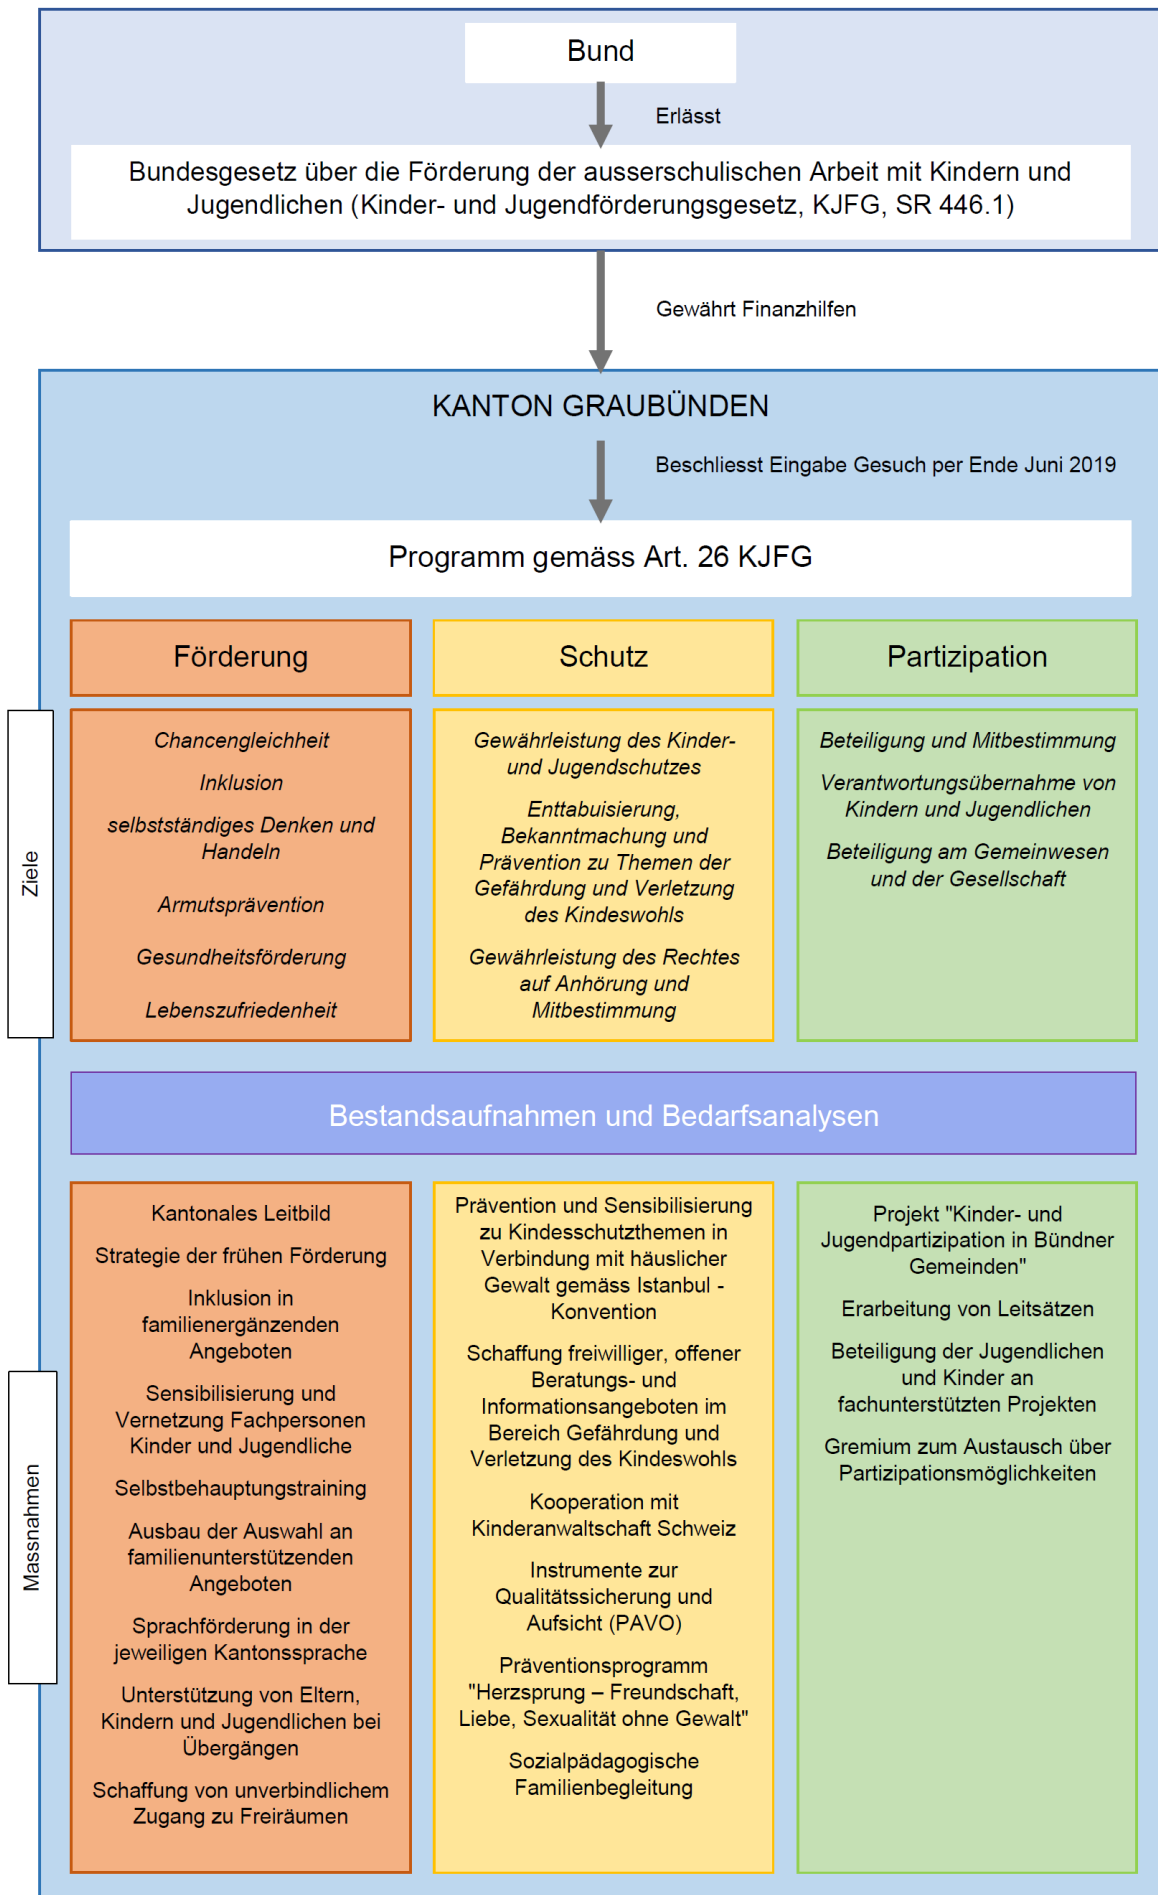 Bund
Erlässt
Bundesgesetz über die Förderung der ausserschulischen Arbeit mit Kindern und
Jugendlichen (Kinder- und Jugendförderungsgesetz, KJFG, SR 446.1)
Gewährt Finanzhilfen
KANTON GRAUBÜNDEN
Beschliesst Eingabe Gesuch per Ende Juni 2019
Programm gemäss Art. 26 KJFG
Förderung
Schutz
Partizipation
Ziele
Chancengleichheit
Inklusion
selbstständiges Denken und
Handeln
Armutsprävention
Gesundheitsförderung
Lebenszufriedenheit
Gewährleistung des Kinder-
und Jugendschutzes
Enttabuisierung,
Bekanntmachung und
Prävention zu Themen der
Gefährdung und Verletzung
des Kindeswohls
Gewährleistung des Rechtes
auf Anhörung und
Mitbestimmung
Beteiligung und Mitbestimmung
Verantwortungsübernahme von
Kindern und Jugendlichen
Beteiligung am Gemeinwesen
und der Gesellschaft
Bestandsaufnahmen und Bedarfsanalysen
Massnahmen
Kantonales Leitbild
Strategie der frühen Förderung
Inklusion in
familienergänzenden
Angeboten
Sensibilisierung und
Vernetzung Fachpersonen
Kinder und Jugendliche
Selbstbehauptungstraining
Ausbau der Auswahl an
familienunterstützenden
Angeboten
Sprachförderung in der
jeweiligen Kantonssprache
Unterstützung von Eltern,
Kindern und Jugendlichen bei
Übergängen
Schaffung von unverbindlichem
Zugang zu Freiräumen
Prävention und Sensibilisierung
zu Kindesschutzthemen in
Verbindung mit häuslicher
Gewalt gemäss Istanbul -
Konvention
Schaffung freiwilliger, offener
Beratungs- und
Informationsangeboten im
Bereich Gefährdung und
Verletzung des Kindeswohls
Kooperation mit
Kinderanwaltschaft Schweiz
Instrumente zur
Qualitätssicherung und
Aufsicht (PAVO)
Präventionsprogramm
"Herzsprung – Freundschaft,
Liebe, Sexualität ohne Gewalt"
Sozialpädagogische
Familienbegleitung
Projekt "Kinder- und
Jugendpartizipation in Bündner
Gemeinden"
Erarbeitung von Leitsätzen
Beteiligung der Jugendlichen
und Kinder an
fachunterstützten Projekten
Gremium zum Austausch über
Partizipationsmöglichkeiten